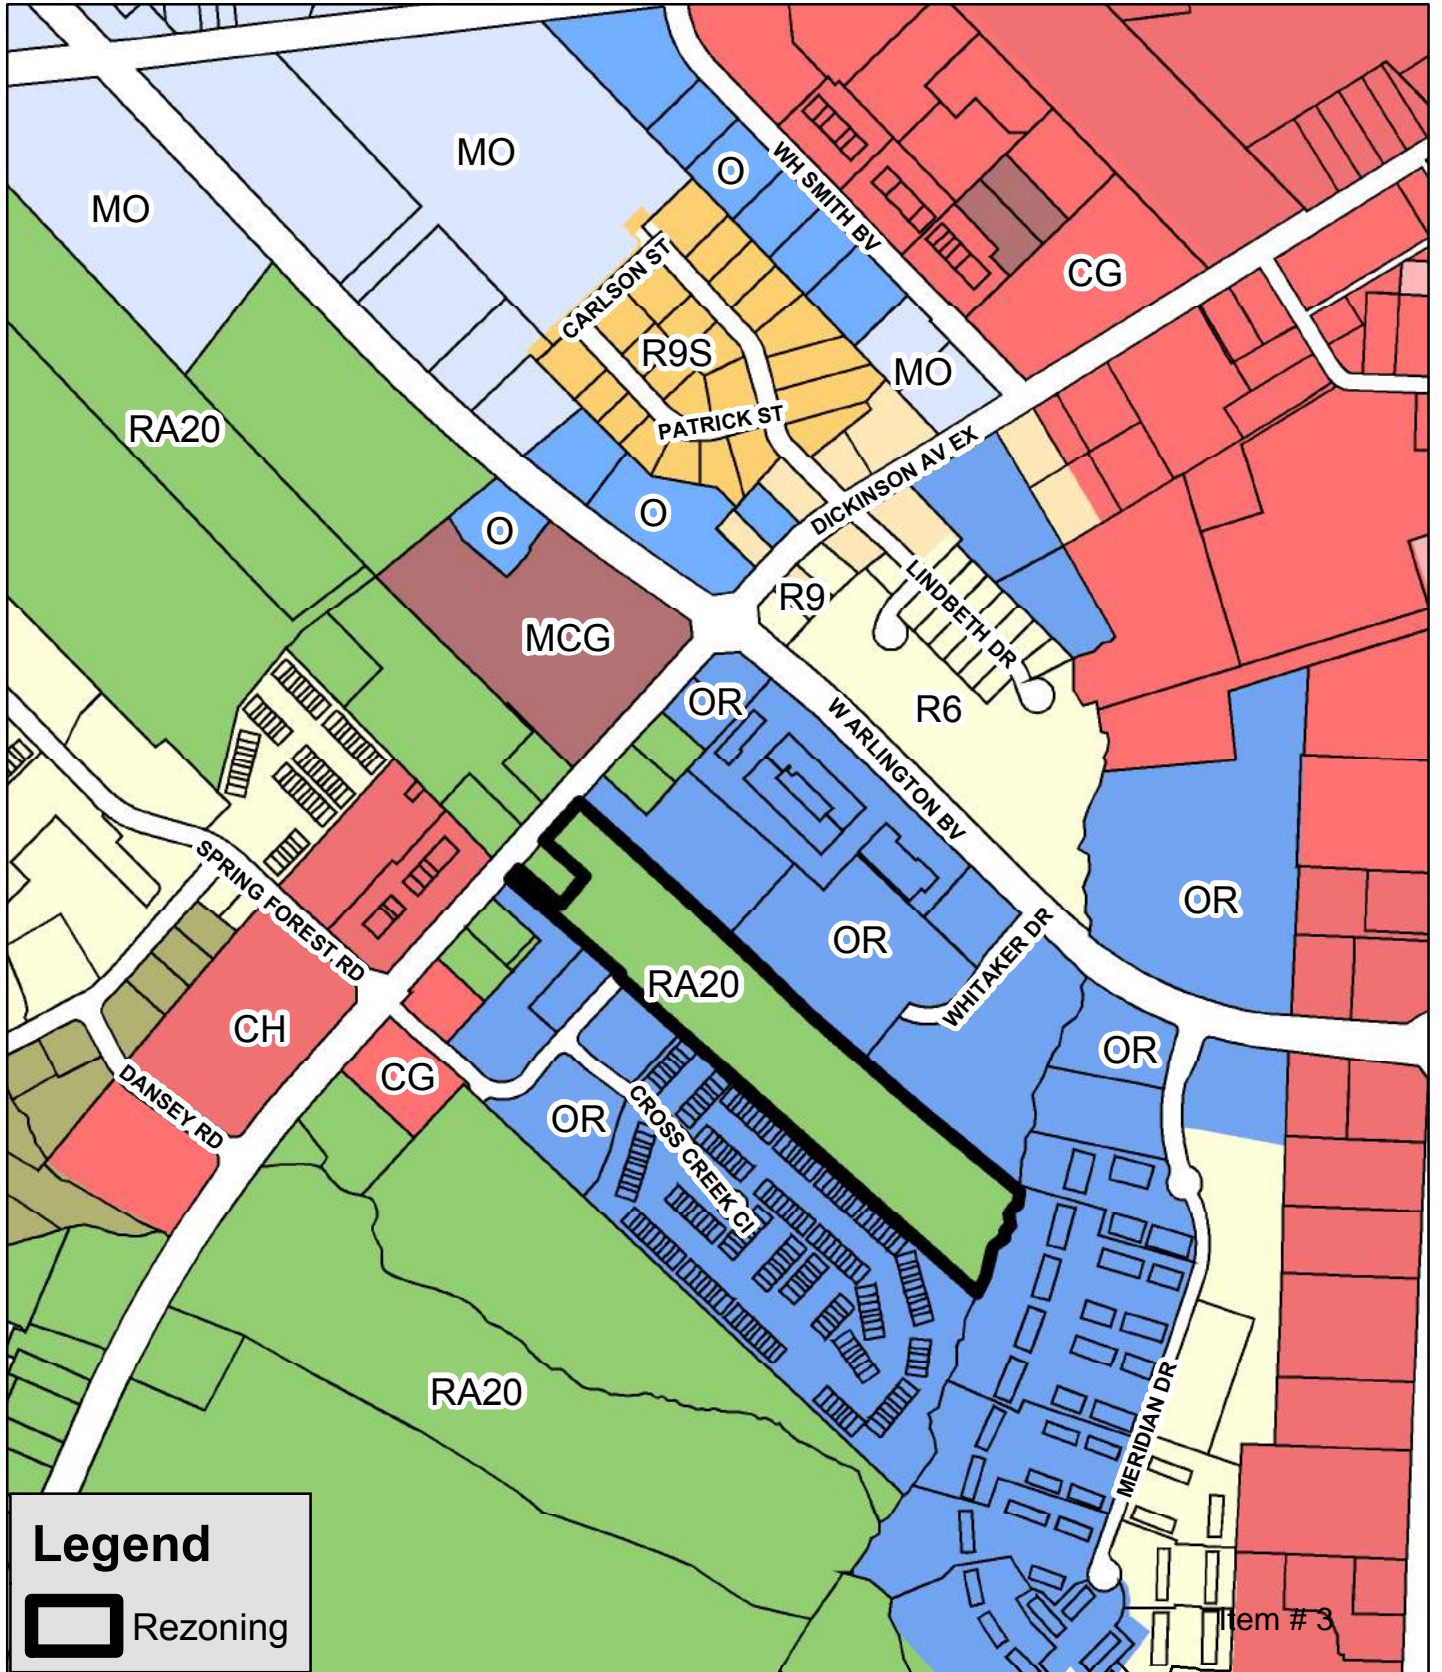 MO
O
WH SMITH BV
MO
CG
CARLSON ST
R9S
MO
PATRICK ST
RA20
DICKINSON AV EX
O
O
LINDBETH DR
R9
MCG
OR
R6
W ARLINGTON BV
SPRING FOREST RD
OR
OR
WHITAKER DR
RA20
CH
OR
CG
DANSEY RD
OR
CROSS CREEK CI
RA20
MERIDIAN DR
Legend
Rezoning
Item # 3